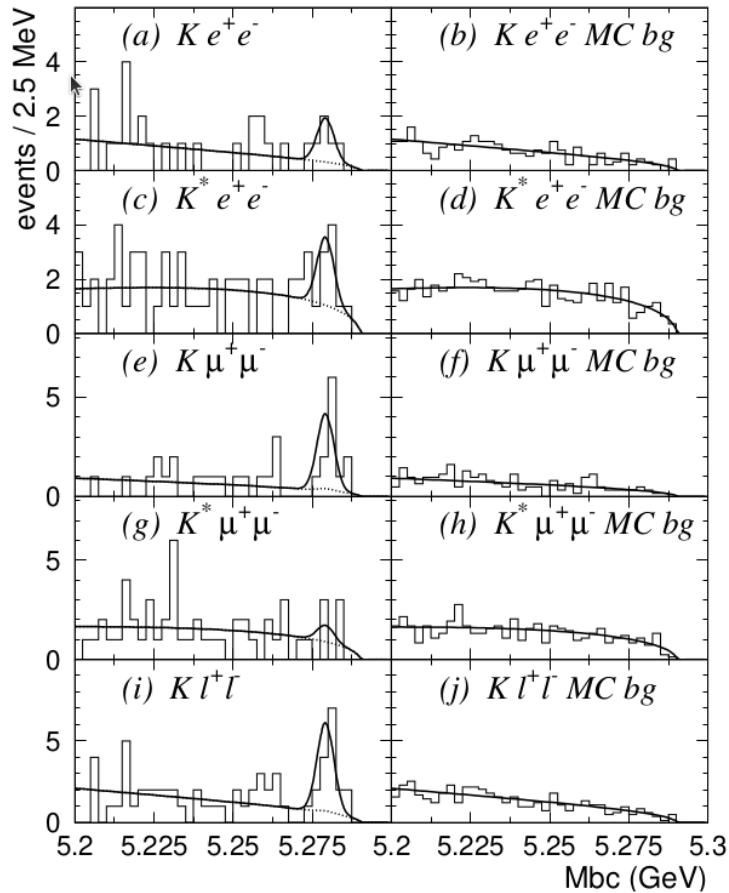 events / 2.5 MeV
(a) K e+e-
(b) K e+e- MC bg
4
2
0
(c) K* e+e-
(d) K* e+e- MC bg
4
2
0
(e) K μ+μ-
(f) K μ+μ- MC bg
5
0
(g) K* μ+μ-
(h) K* μ+μ- MC bg
5
0
(i) K l+l-
(j) K l+l- MC bg
5
0
5.2 5.225 5.25 5.275 5.2 5.225 5.25 5.275 5.3
Mbc (GeV)